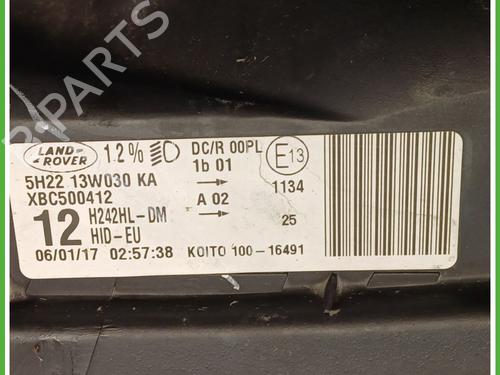 B-PARTS
LAND-
ROVER
1.2% DC/R 00PL E13
1b 01
5H22 13W030 KA → 1134
XBC500412 A 02
12 H242HL-DM → 25
HID-EU
06/01/17 02:57:38 KOITO 100-16491